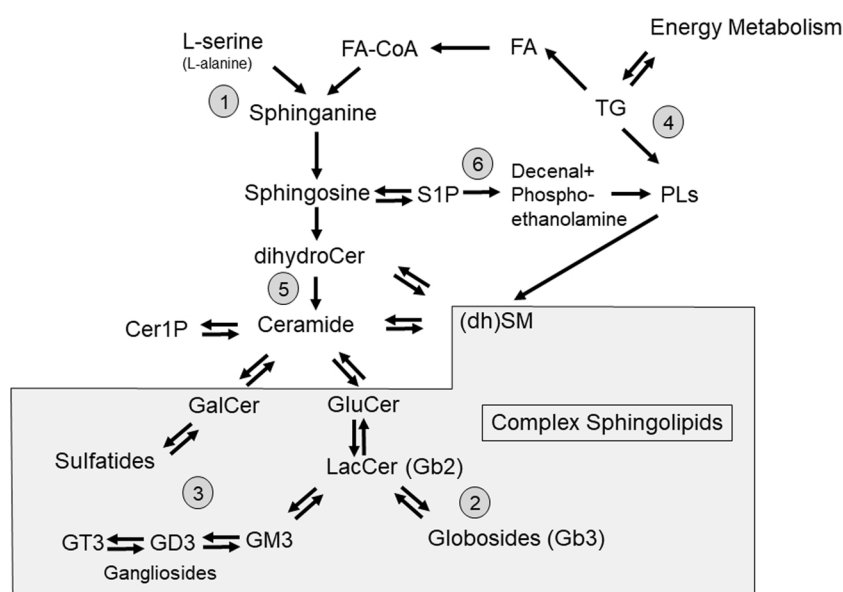 Energy Metabolism
L-serine
(L-alanine)
FA-CoA
FA
TG
1
4
Sphinganine
6
Decenal+
Phospho-
ethanolamine
Sphingosine
S1P
PLs
dihydroCer
5
Cer1P
Ceramide
(dh)SM
GalCer
GluCer
Complex Sphingolipids
Sulfatides
LacCer (Gb2)
3
2
GT3
GD3
GM3
Globosides (Gb3)
Gangliosides